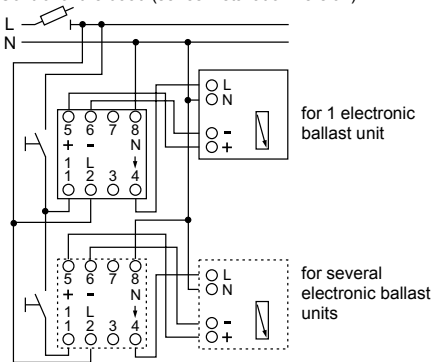 L
N
L
N
-
+
for 1 electronic
ballast unit
5 6 7 8
+ - N
1 L ↓
1 2 3 4
L
N
-
+
for several
electronic ballast
units
5 6 7 8
+ - N
1 L ↓
1 2 3 4